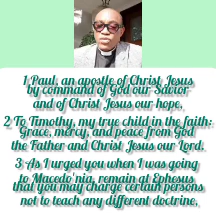 1 Paul, an apostle of Christ Jesus
by command of God our Savior
and of Christ Jesus our hope,
2 To Timothy, my true child in the faith:
Grace, mercy, and peace from God
the Father and Christ Jesus our Lord.
3 As I urged you when I was going
to Macedo'nia, remain at Ephesus
that you may charge certain persons
not to teach any different doctrine,